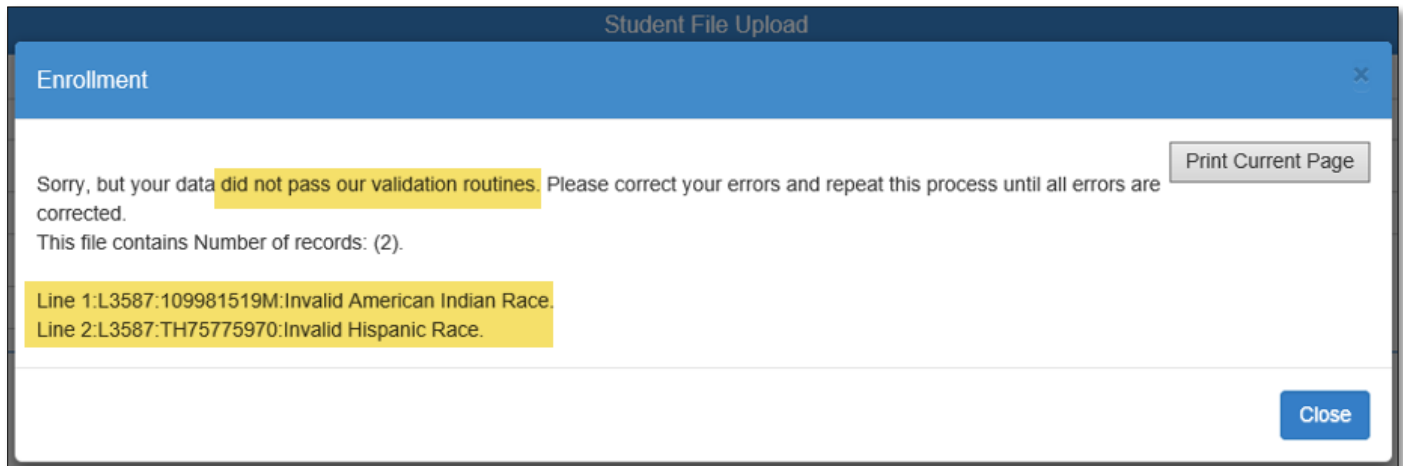 Student File Upload
Enrollment
×
Print Current Page
Sorry, but your data did not pass our validation routines. Please correct your errors and repeat this process until all errors are
corrected.
This file contains Number of records: (2).
Line 1:L3587:109981519M:Invalid American Indian Race.
Line 2:L3587:TH75775970:Invalid Hispanic Race.
Close